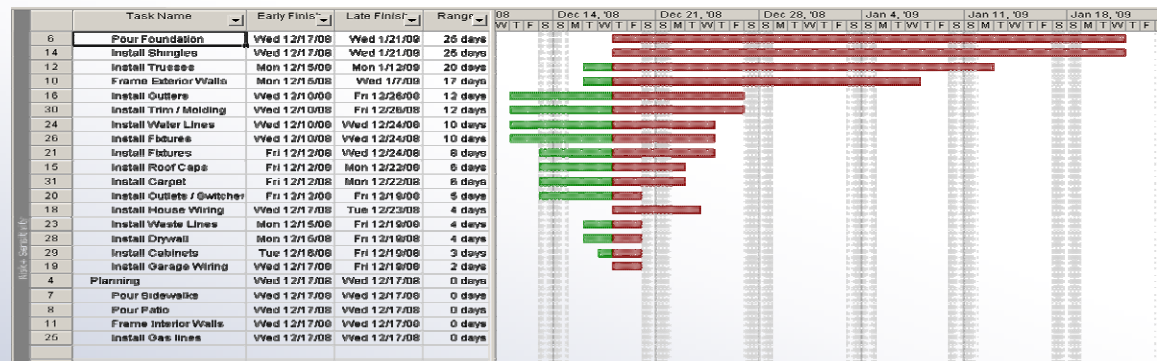 Task Name Early Finis Late Finis Range 08 Dec 14, '08 Dec 21, '08 Dec 28, '08 Jan 4, '09 Jan 11, '09 Jan 18, '09
W T F S S M T W T F S S M T W T F S S M T W T F S S M T W T F S S M T W T F S S M T W T F
6 Pour Foundation Wed 12/17/08 Wed 1/21/09 25 days
14 Install Shingles Wed 12/17/08 Wed 1/21/09 25 days
12 Install Trusses Mon 12/15/08 Mon 1/12/09 20 days
10 Frame Exterior Walls Mon 12/15/08 Wed 1/7/09 17 days
16 Install Gutters Wed 12/10/08 Fri 12/26/08 12 days
30 Install Trim / Molding Wed 12/10/08 Fri 12/26/08 12 days
24 Install Water Lines Wed 12/10/08 Wed 12/24/08 10 days
26 Install Fixtures Wed 12/10/08 Wed 12/24/08 10 days
21 Install Fixtures Fri 12/12/08 Wed 12/24/08 8 days
15 Install Roof Caps Fri 12/12/08 Mon 12/22/08 6 days
31 Install Carpet Fri 12/12/08 Mon 12/22/08 6 days
20 Install Outlets / Switches Fri 12/12/08 Fri 12/19/08 5 days
18 Install House Wiring Wed 12/17/08 Tue 12/23/08 4 days
23 Install Waste Lines Mon 12/15/08 Fri 12/19/08 4 days
28 Install Drywall Mon 12/15/08 Fri 12/19/08 4 days
29 Install Cabinets Tue 12/16/08 Fri 12/19/08 3 days
19 Install Garage Wiring Wed 12/17/08 Fri 12/19/08 2 days
4 Planning Wed 12/17/08 Wed 12/17/08 0 days
7 Pour Sidewalks Wed 12/17/08 Wed 12/17/08 0 days
8 Pour Patio Wed 12/17/08 Wed 12/17/08 0 days
11 Frame Interior Walls Wed 12/17/08 Wed 12/17/08 0 days
25 Install Gas lines Wed 12/17/08 Wed 12/17/08 0 days